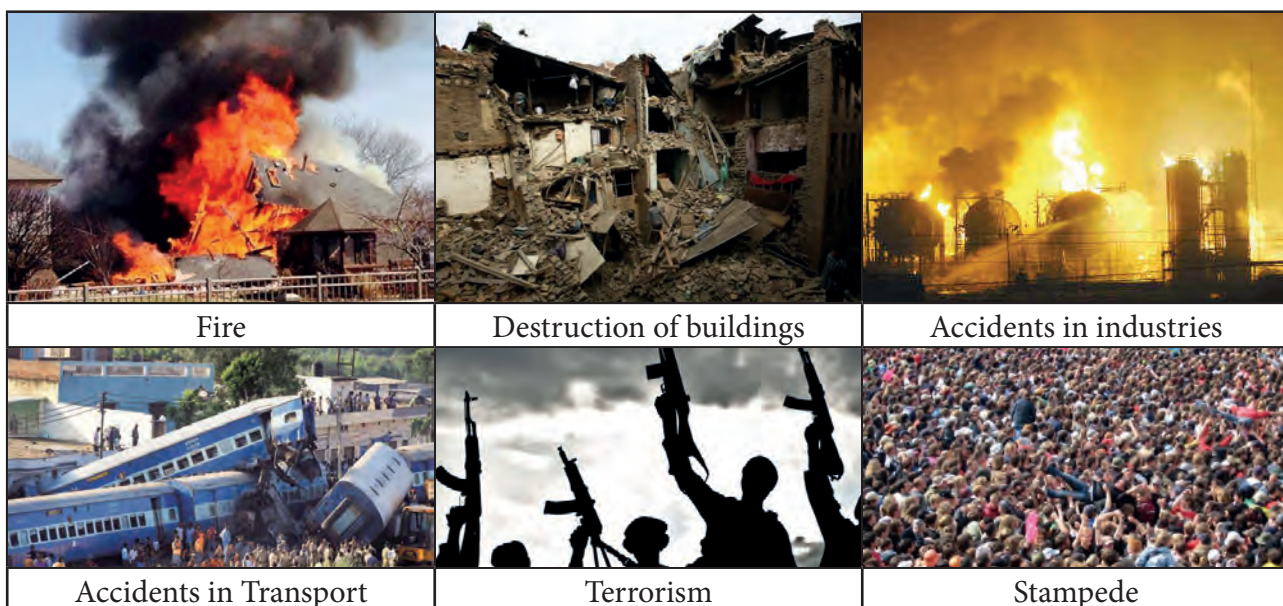 Fire
Destruction of buildings
Accidents in industries
Accidents in Transport
Terrorism
Stampede